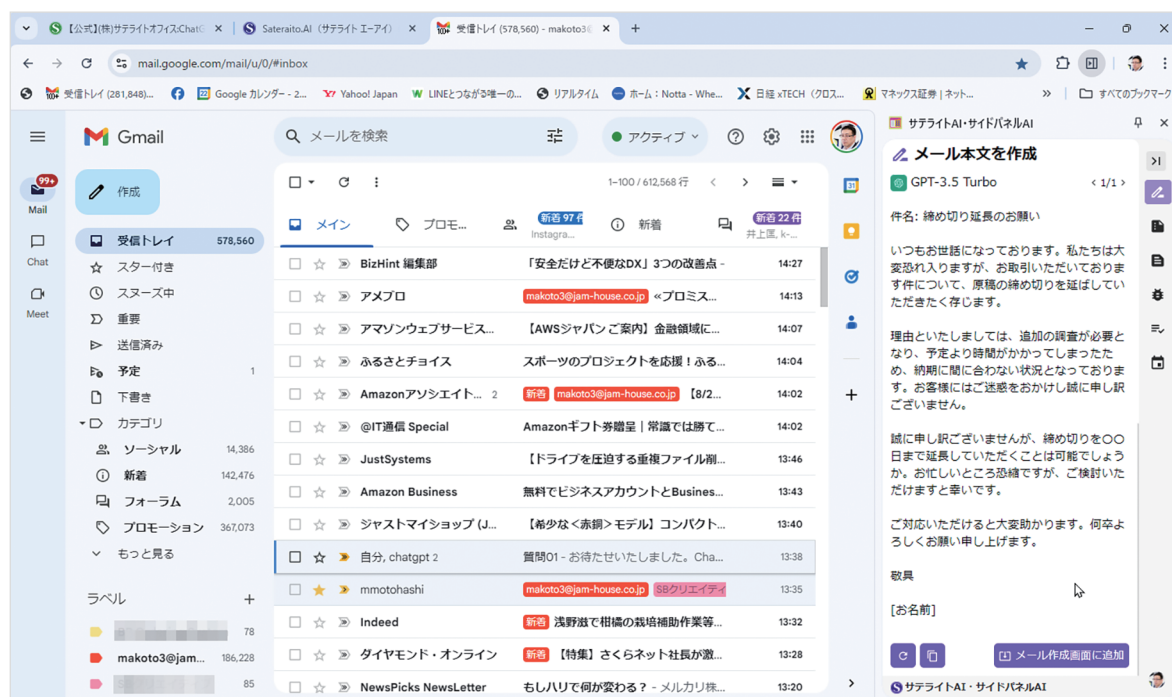 【公式】(株)サテライトオフィス:ChatG
Sateraito.AI（サテライトエーアイ）
受信トレイ (578,560) - makoto3@
mail.google.com/mail/u/0/#inbox
受信トレイ (281,848)...
Google カレンダー - 2...
Yahoo! Japan
LINEとつながる唯一の...
リアルタイム
ホーム : Notta - Whe...
日経 xTECH（クロス...
マネックス証券 | ネット...
»
すべてのブックマーク
99+
Mail
Chat
Meet
Gmail
作成
受信トレイ 578,560
スター付き
スヌーズ中
重要
送信済み
予定 1
下書き
カテゴリ
ソーシャル 14,386
新着 142,476
フォーラム 2,005
プロモーション 367,073
もっと見る
ラベル
78
makoto3@jam... 186,228
85
メールを検索
アクティブ
1–100 / 612,568 行
メイン
プロモ...
新着 97 件
Instagra...
新着
新着 22 件
井上匡, k-...
BizHint 編集部 「安全だけど不便なDX」3つの改善点 - 14:27
アメブロ makoto3@jam-house.co.jp ≪プロミス... 14:13
アマゾンウェブサービス... 【AWSジャパン ご案内】金融領域に... 14:07
ふるさとチョイス スポーツのプロジェクトを応援！ふる... 14:04
Amazonアソシエイト... 2 新着 makoto3@jam-house.co.jp 【8/2... 14:02
@IT通信 Special Amazonギフト券贈呈｜常識では勝て... 14:02
JustSystems 【ドライブを圧迫する重複ファイル削... 13:46
Amazon Business 無料でビジネスアカウントとBusines... 13:43
ジャストマイショップ (J... 【希少な＜赤銅＞モデル】コンパクト... 13:40
自分, chatgpt 2 質問01 - お待たせいたしました。Cha... 13:38
mmotohashi makoto3@jam-house.co.jp SBクリエイティ 13:35
Indeed 新着 浅野滋で柑橘の栽培補助作業等... 13:32
ダイヤモンド・オンライン 新着 【特集】さくらネット社長が激... 13:28
NewsPicks NewsLetter もしハリで何が変わる？ - メルカリ株... 13:20
31
サテライトAI・サイドパネルAI
メール本文を作成
GPT-3.5 Turbo
< 1/1 >
件名: 締め切り延長のお願い
いつもお世話になっております。私たちは大
変恐れ入りますが、お取引いただいておりま
す件について、原稿の締め切りを延ばしてい
ただきたく存じます。
理由といたしましては、追加の調査が必要と
なり、予定より時間がかかってしまったた
め、納期に間に合わない状況となっておりま
す。お客様にはご迷惑をおかけし誠に申し訳
ございません。
誠に申し訳ございませんが、締め切りを〇〇
日まで延長していただくことは可能でしょう
か。お忙しいところ恐縮ですが、ご検討いた
だけますと幸いです。
ご対応いただけると大変助かります。何卒よ
ろしくお願い申し上げます。
敬具
[お名前]
メール作成画面に追加
サテライトAI・サイドパネルAI